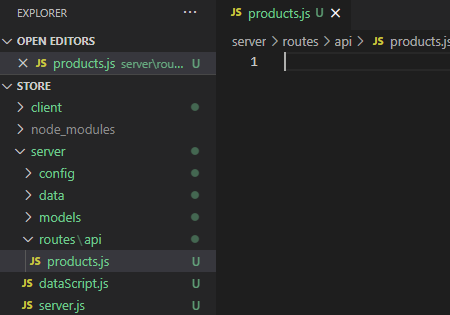 EXPLORER ...
OPEN EDITORS
JS products.js server\rou... U
STORE
client
node_modules
server
config
data
models
routes\api
JS products.js U
JS dataScript.js U
JS server.js U
JS products.js U
server > routes > api > JS products.js
1